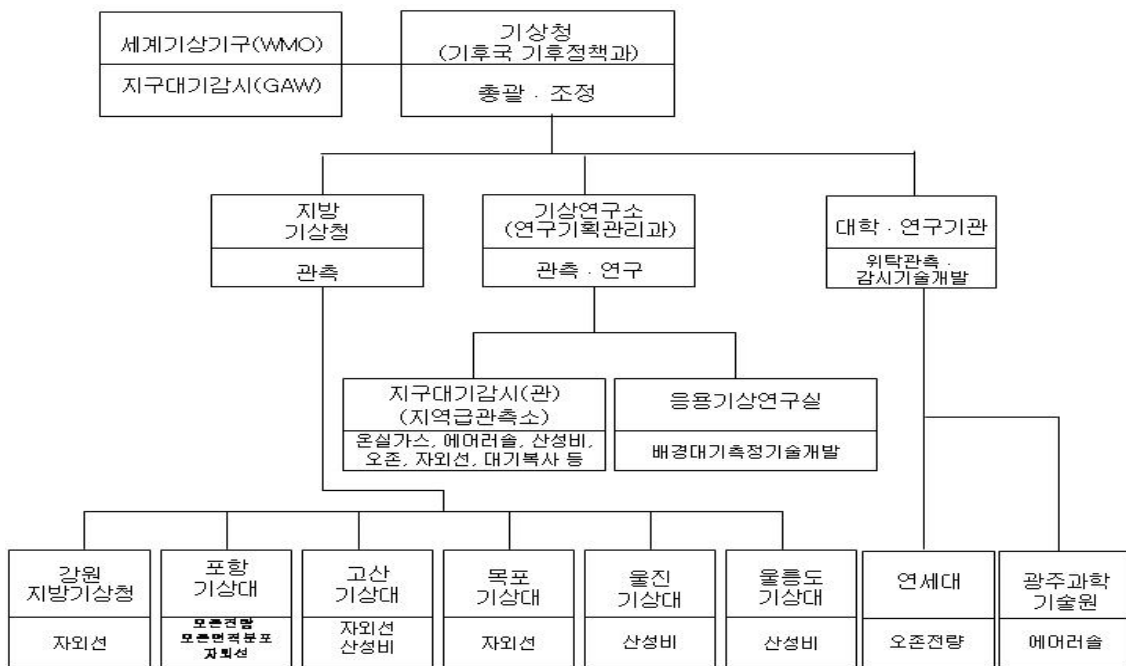 세계기상기구(WMO)
지구대기감시(GAW)
기상청
(기후국 기후정책과)
총괄 · 조정
지방
기상청
관측
기상연구소
(연구기획관리과)
관측 · 연구
대학 · 연구기관
위탁관측 ·
감시기술개발
지구대기감시(관)
(지역급관측소)
온실가스, 에어러솔, 산성비,
오존, 자외선, 대기복사 등
응용기상연구실
배경대기측정기술개발
강원
지방기상청
자외선
포항
기상대
오존전량
오존면적분포
자외선
고산
기상대
자외선
산성비
목포
기상대
자외선
울진
기상대
산성비
울릉도
기상대
산성비
연세대
오존전량
광주과학
기술원
에어러솔